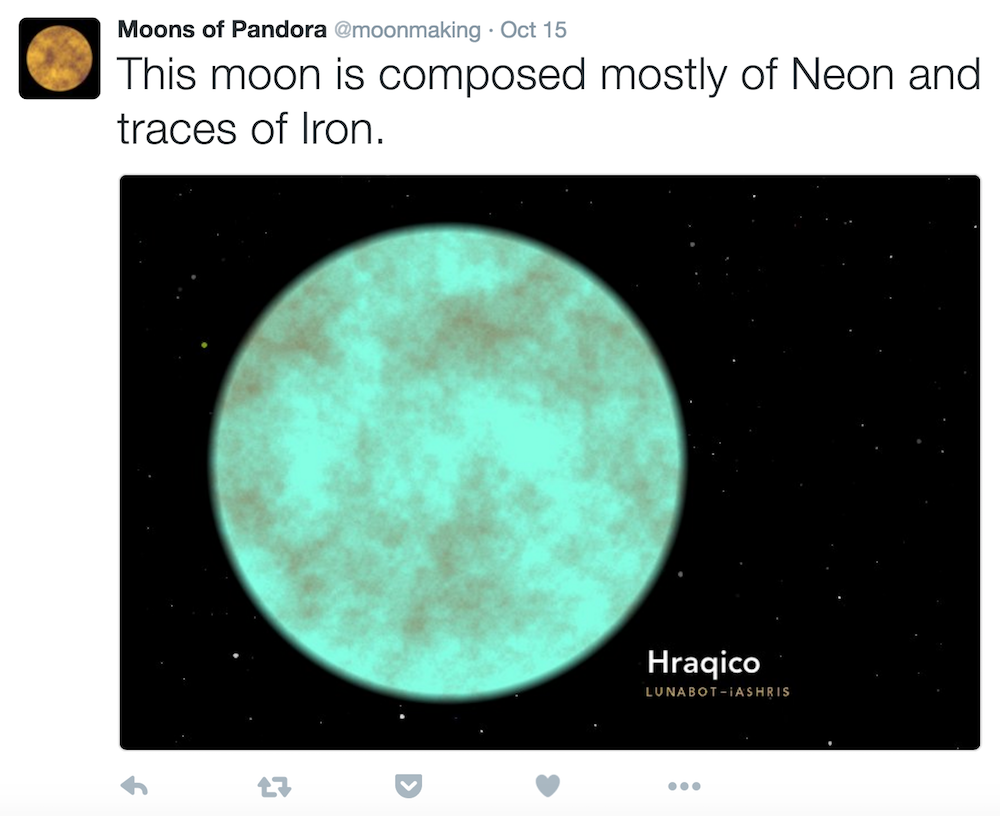 Moons of Pandora @moonmaking · Oct 15
This moon is composed mostly of Neon and
traces of Iron.
Hraqico
LUNABOT-iASHRIS